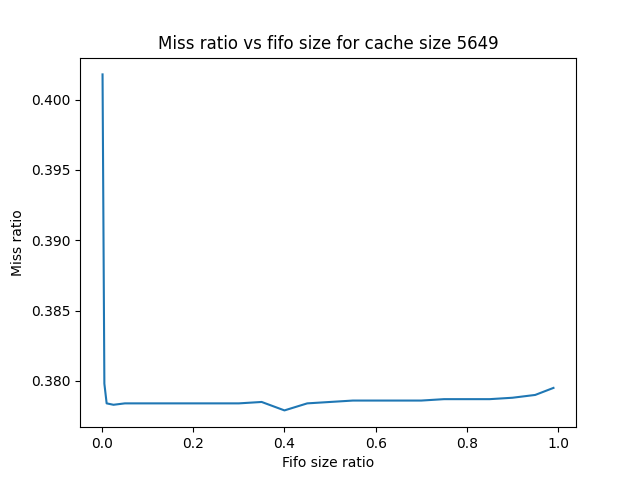 Miss ratio vs fifo size for cache size 5649
0.400
0.395
0.390
0.385
0.380
Miss ratio
0.0 0.2 0.4 0.6 0.8 1.0
Fifo size ratio